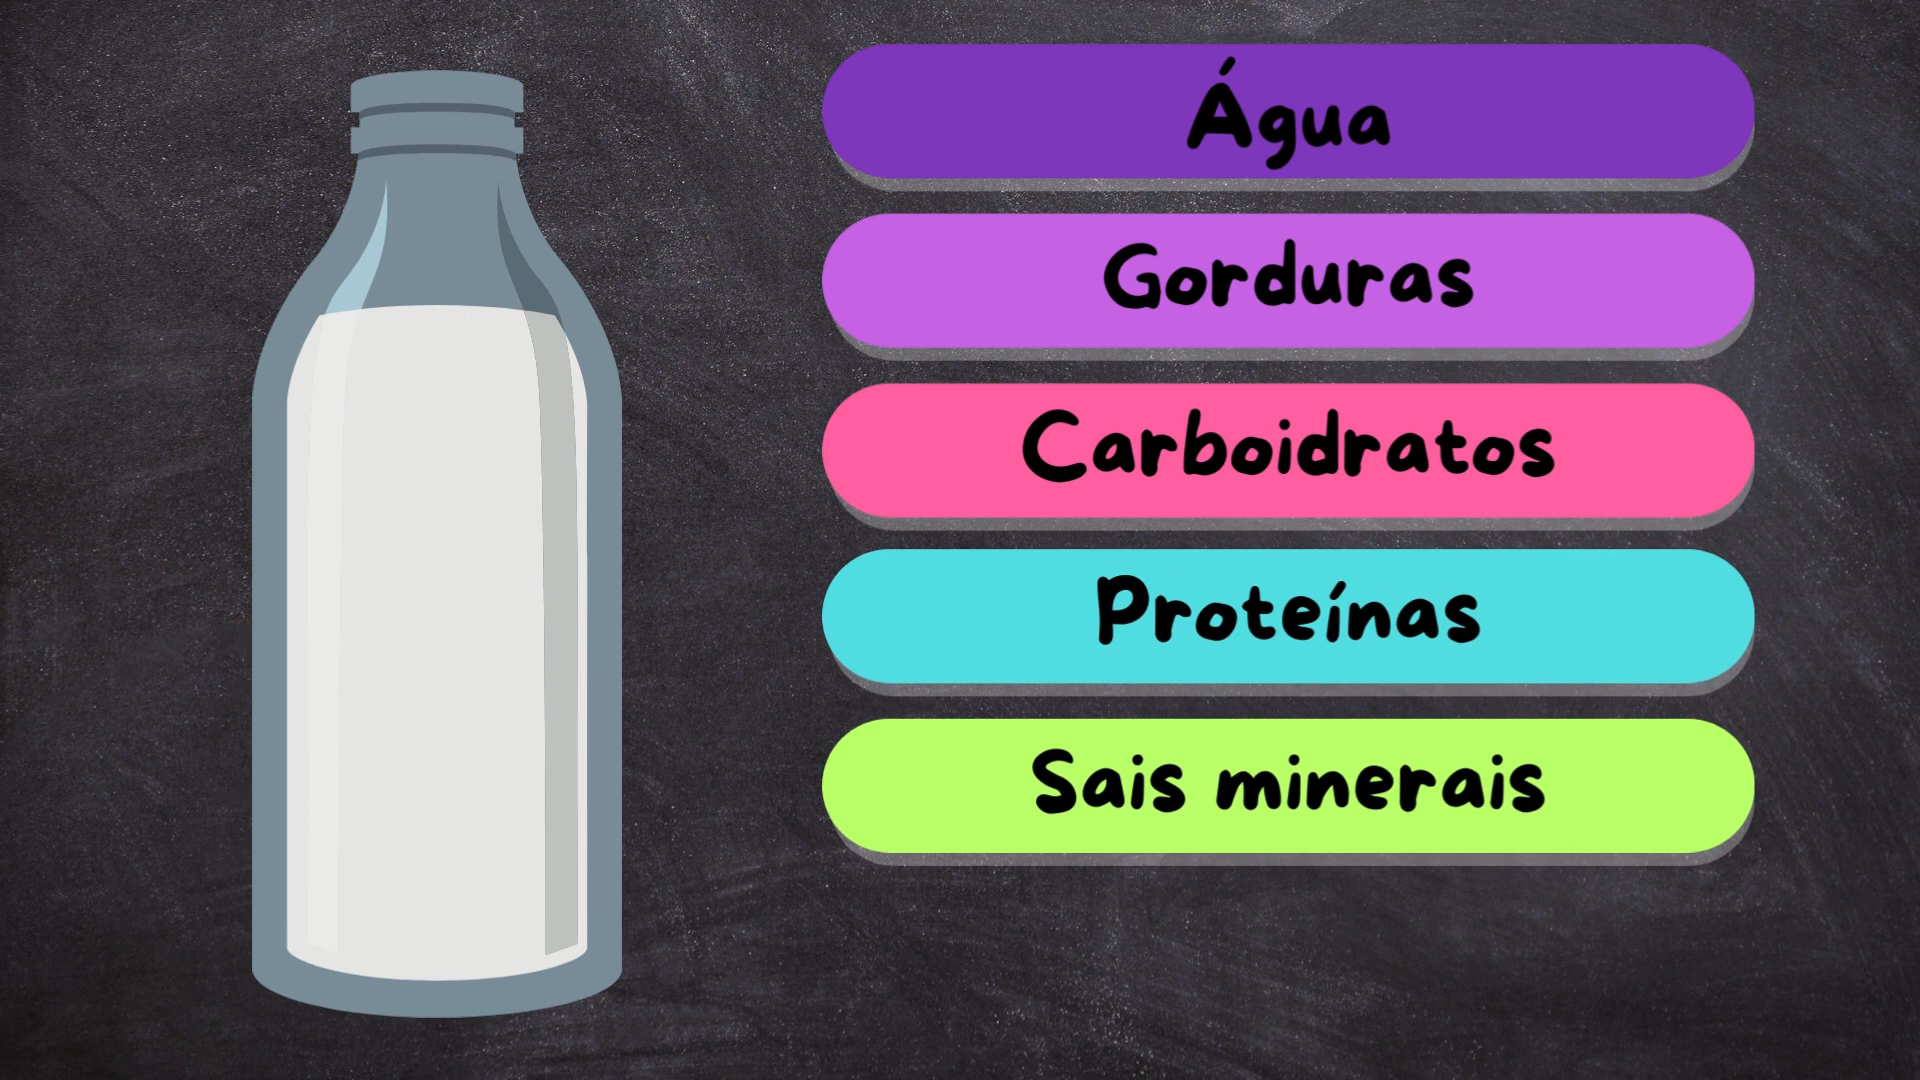 Água
Gorduras
Carboidratos
Proteínas
Sais minerais